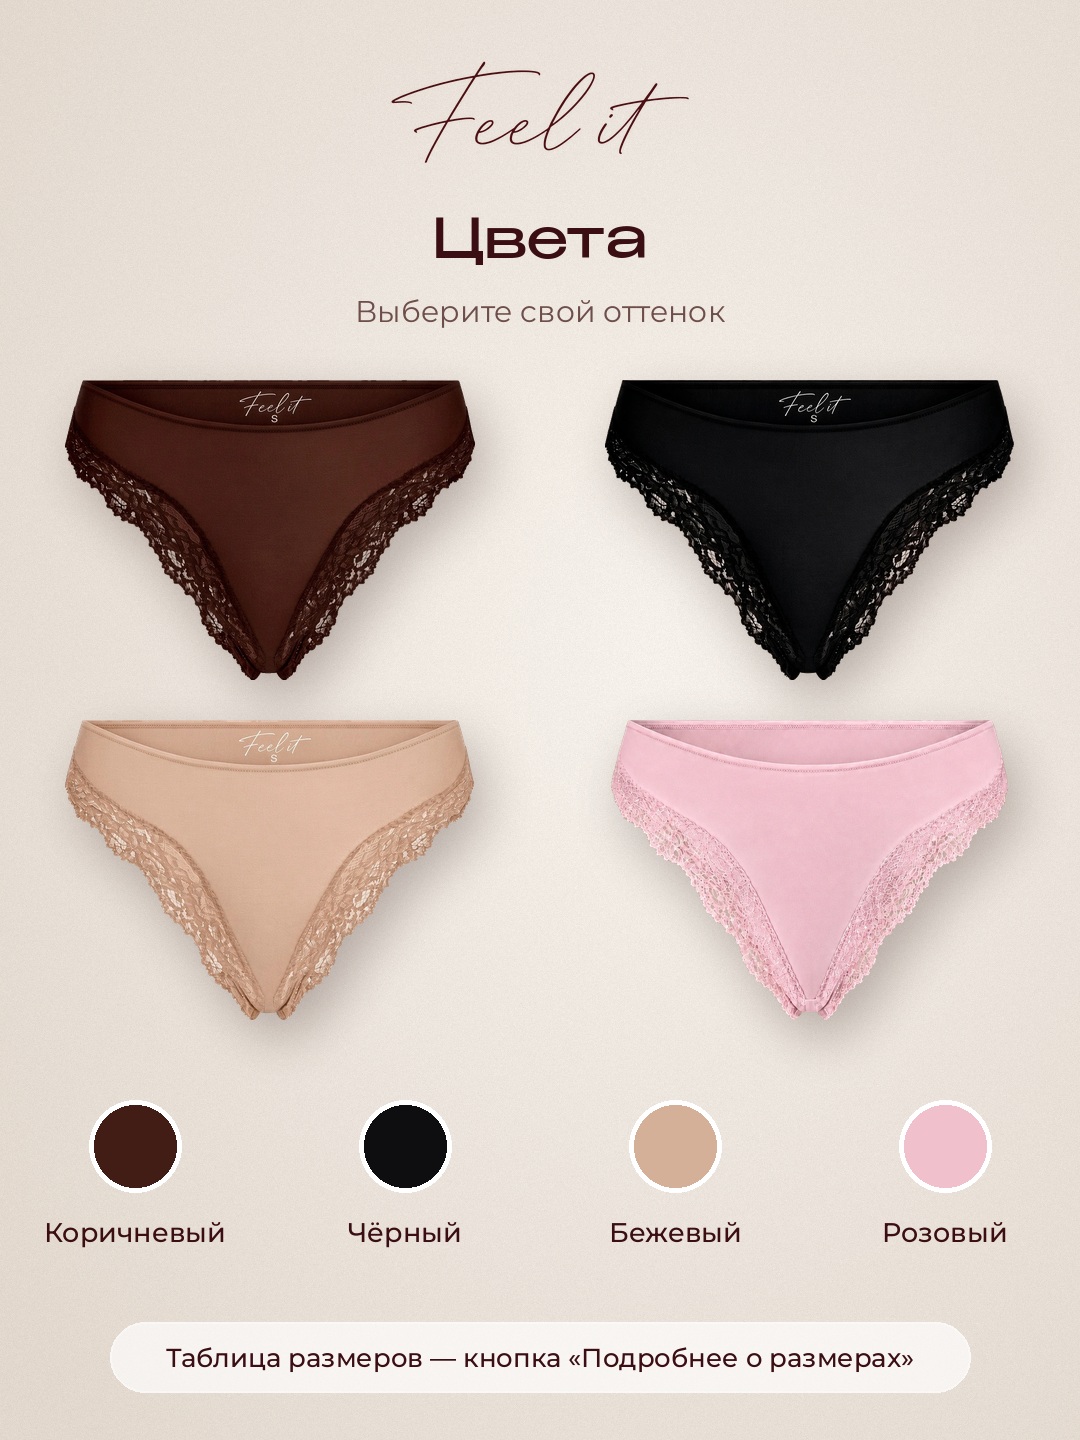 Feel it
Цвета
Выберите свой оттенок
Feel it
S
Feel it
S
Feel it
S
Коричневый
Чёрный
Бежевый
Розовый
Таблица размеров — кнопка «Подробнее о размерах»